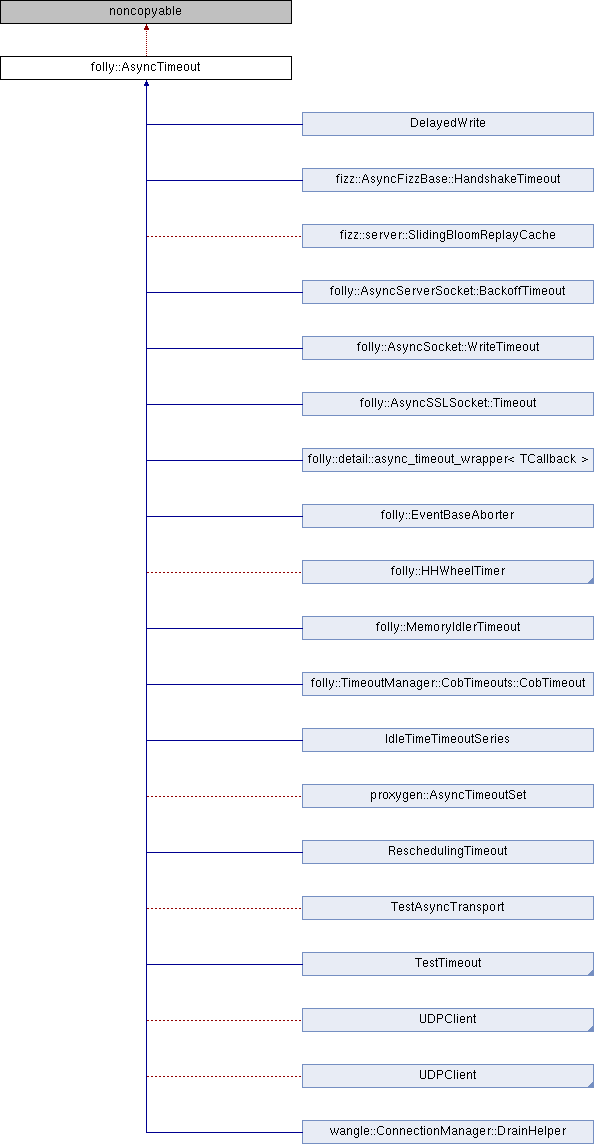 noncopyable
folly::AsyncTimeout
DelayedWrite
fizz::AsyncFizzBase::HandshakeTimeout
fizz::server::SlidingBloomReplayCache
folly::AsyncServerSocket::BackoffTimeout
folly::AsyncSocket::WriteTimeout
folly::AsyncSSLSocket::Timeout
folly::detail::async_timeout_wrapper< TCallback >
folly::EventBaseAborter
folly::HHWheelTimer
folly::MemoryIdlerTimeout
folly::TimeoutManager::CobTimeouts::CobTimeout
IdleTimeTimeoutSeries
proxygen::AsyncTimeoutSet
ReschedulingTimeout
TestAsyncTransport
TestTimeout
UDPClient
UDPClient
wangle::ConnectionManager::DrainHelper